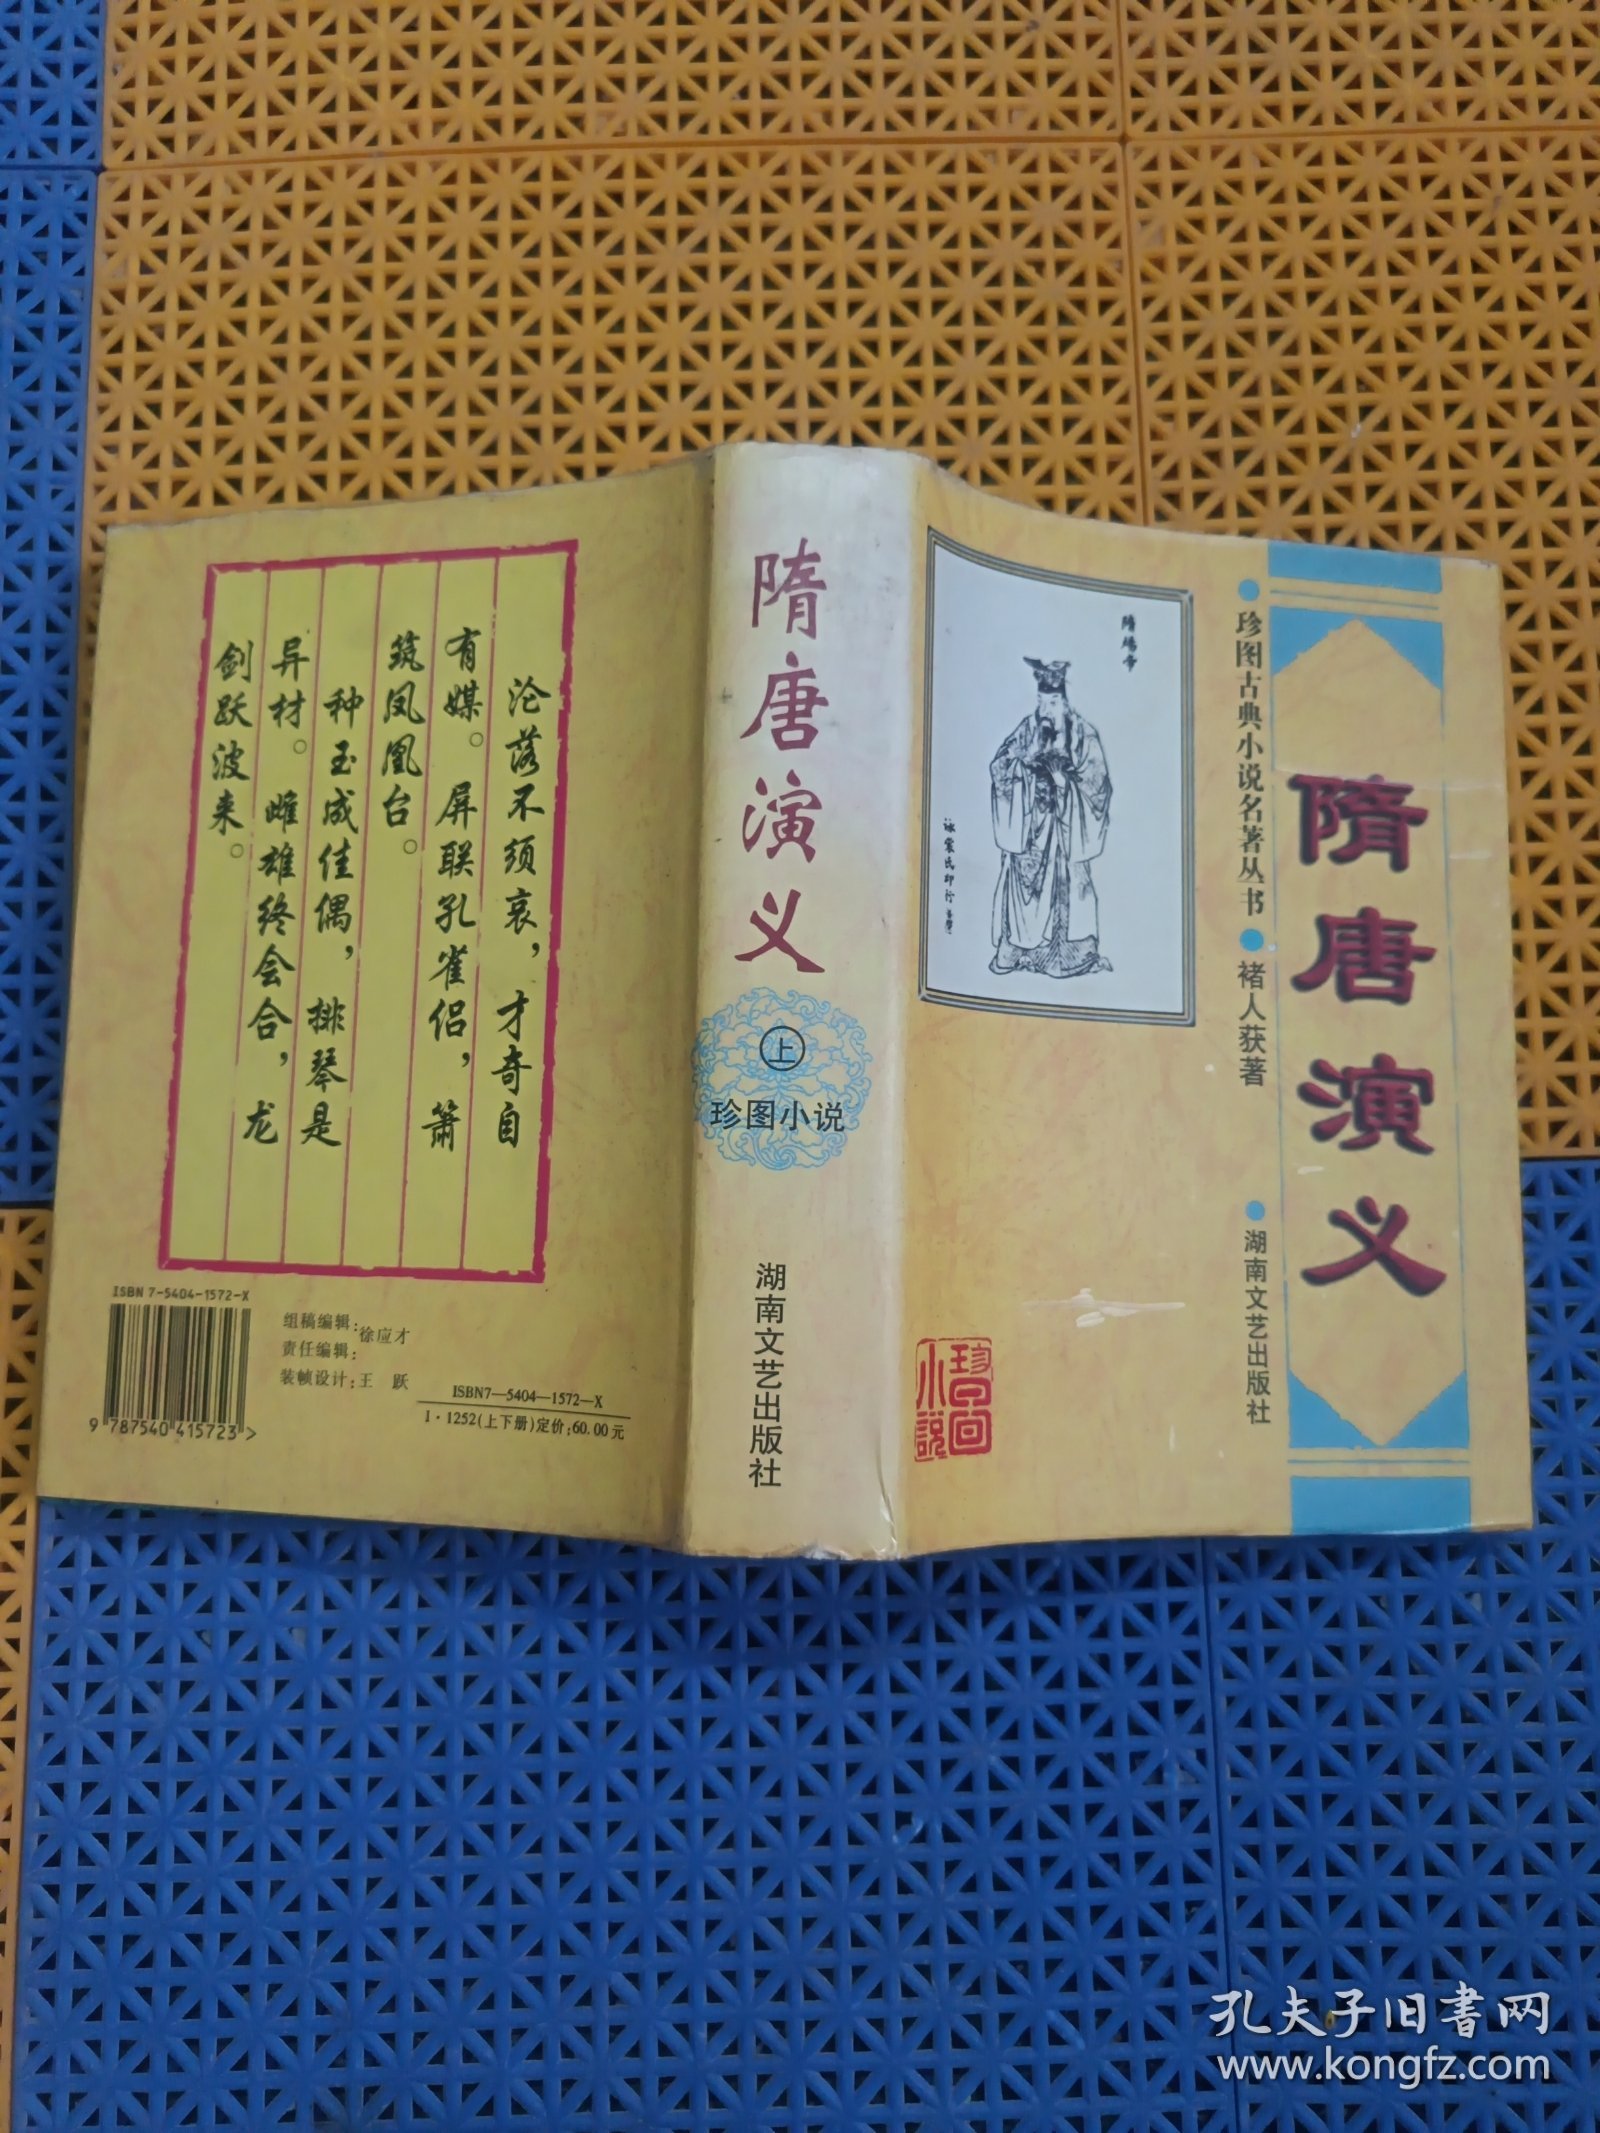 隋唐演义
珍图古典小说名著丛书
褚人获著
湖南文艺出版社
隋炀帝
珍图小说
隋唐演义
上
珍图小说
湖南文艺出版社
沦落不须哀，才奇自
有媒。屏联孔雀侣，箫
筑凤凰台。
种玉成佳偶，排琴是
异材。雌雄终会合，龙
剑跃波来。
ISBN 7-5404-1572-X
9 787540 415723 >
组稿编辑：
责任编辑：
徐应才
装帧设计：王 跃
ISBN7—5404—1572—X
I·1252(上下册)定价:60.00元
孔夫子旧书网
www.kongfz.com